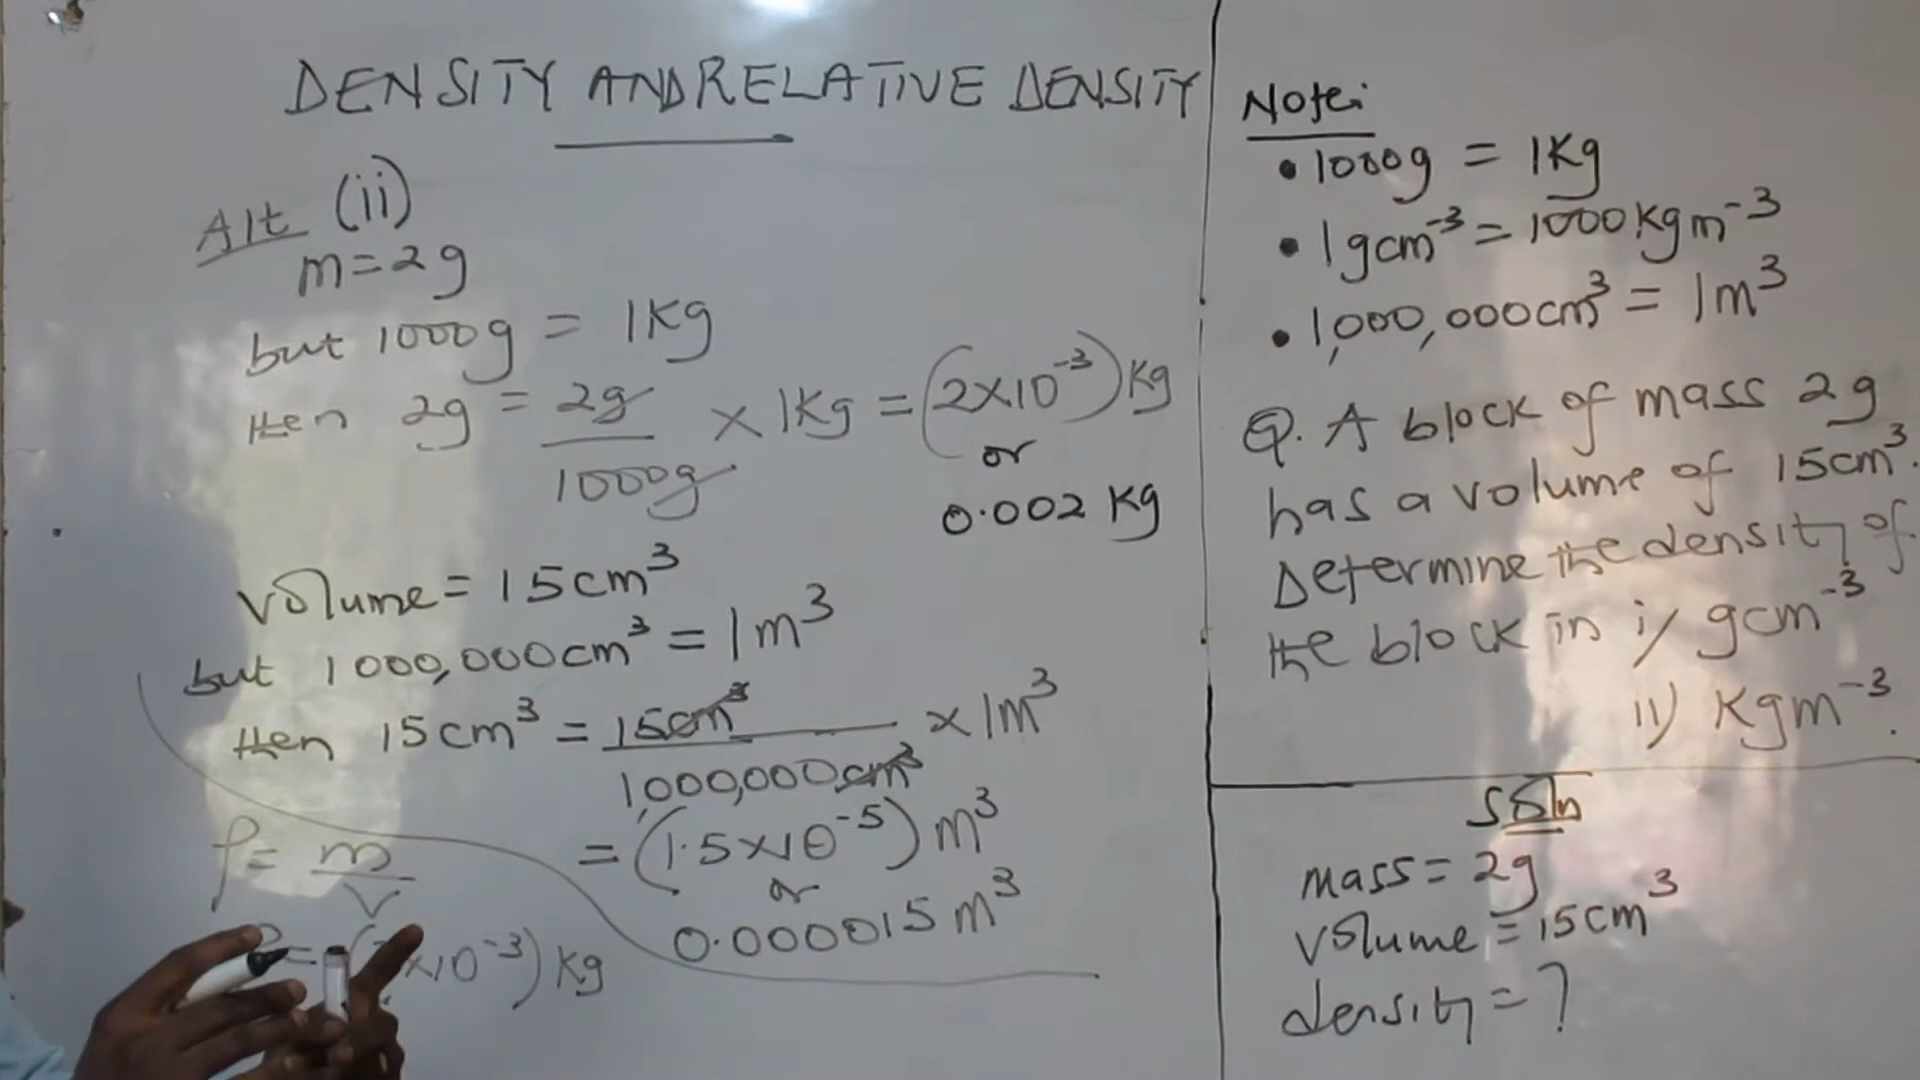 DENSITY AND RELATIVE DENSITY
Alt (ii)
m=2g
but 1000g = 1Kg
then 2g = 2g/1000g × 1Kg = (2×10⁻³) Kg
or
0.002 Kg
volume = 15cm³
but 1000,000cm³ = 1m³
then 15cm³ = 15cm³/1,000,000cm³ × 1m³
= (1.5×10⁻⁵) m³
or
0.000015 m³
ρ = m/V
= ×10⁻³) Kg
Note:
• 1000g = 1Kg
• 1gcm⁻³ = 1000Kgm⁻³
• 1,000,000cm³ = 1m³
Q. A block of mass 2g
has a volume of 15cm³.
Determine the density of
the block in i/ gcm⁻³
ii) Kgm⁻³.
Soln
mass = 2g
volume = 15cm³
density = ?